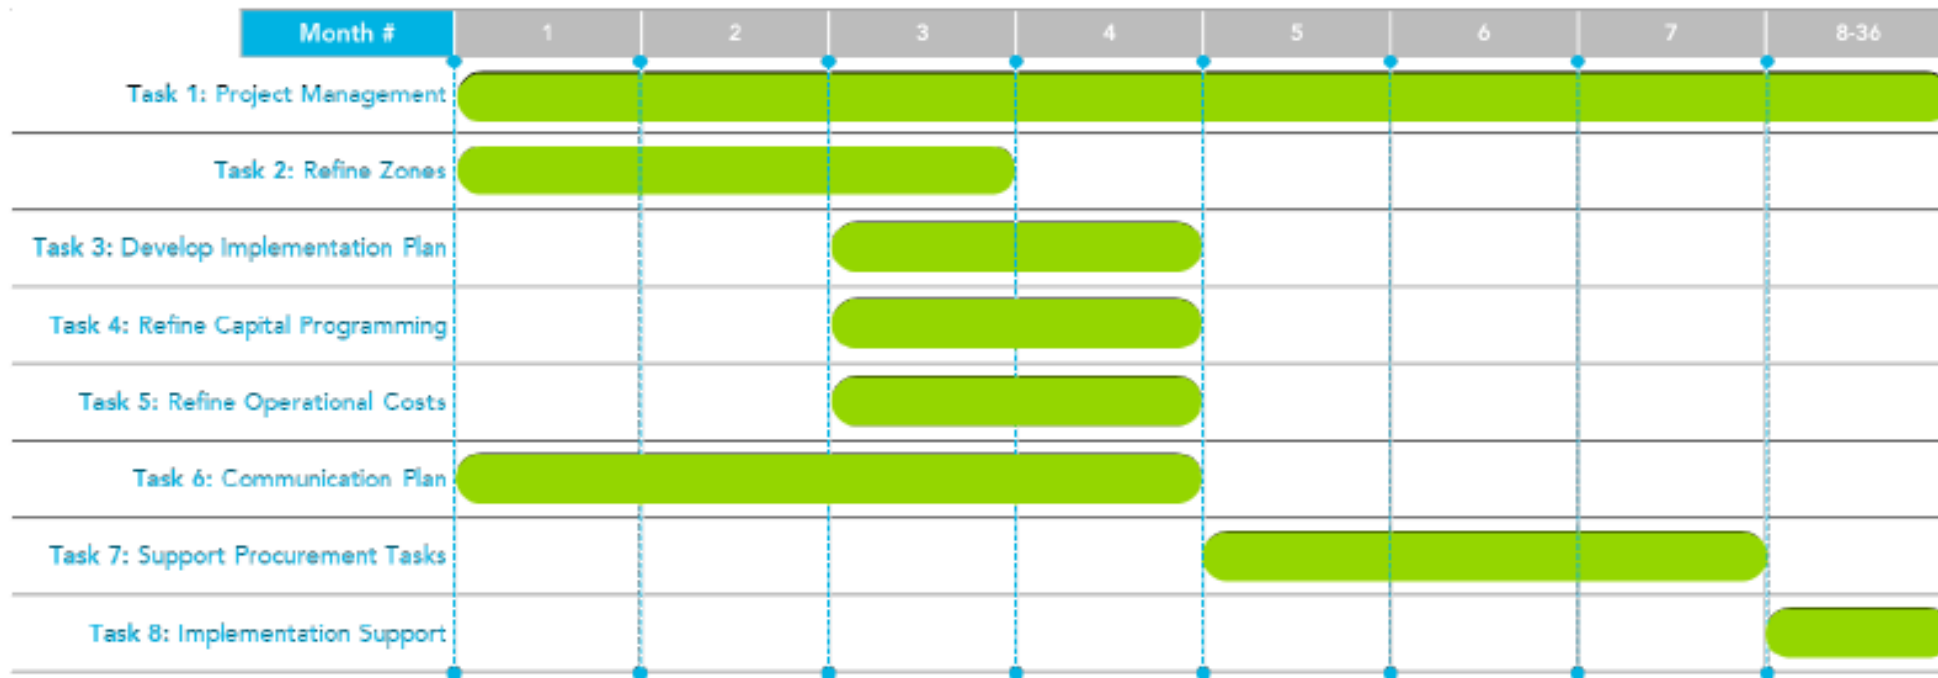 Month # 1 2 3 4 5 6 7 8-36
Task 1: Project Management
Task 2: Refine Zones
Task 3: Develop Implementation Plan
Task 4: Refine Capital Programming
Task 5: Refine Operational Costs
Task 6: Communication Plan
Task 7: Support Procurement Tasks
Task 8: Implementation Support